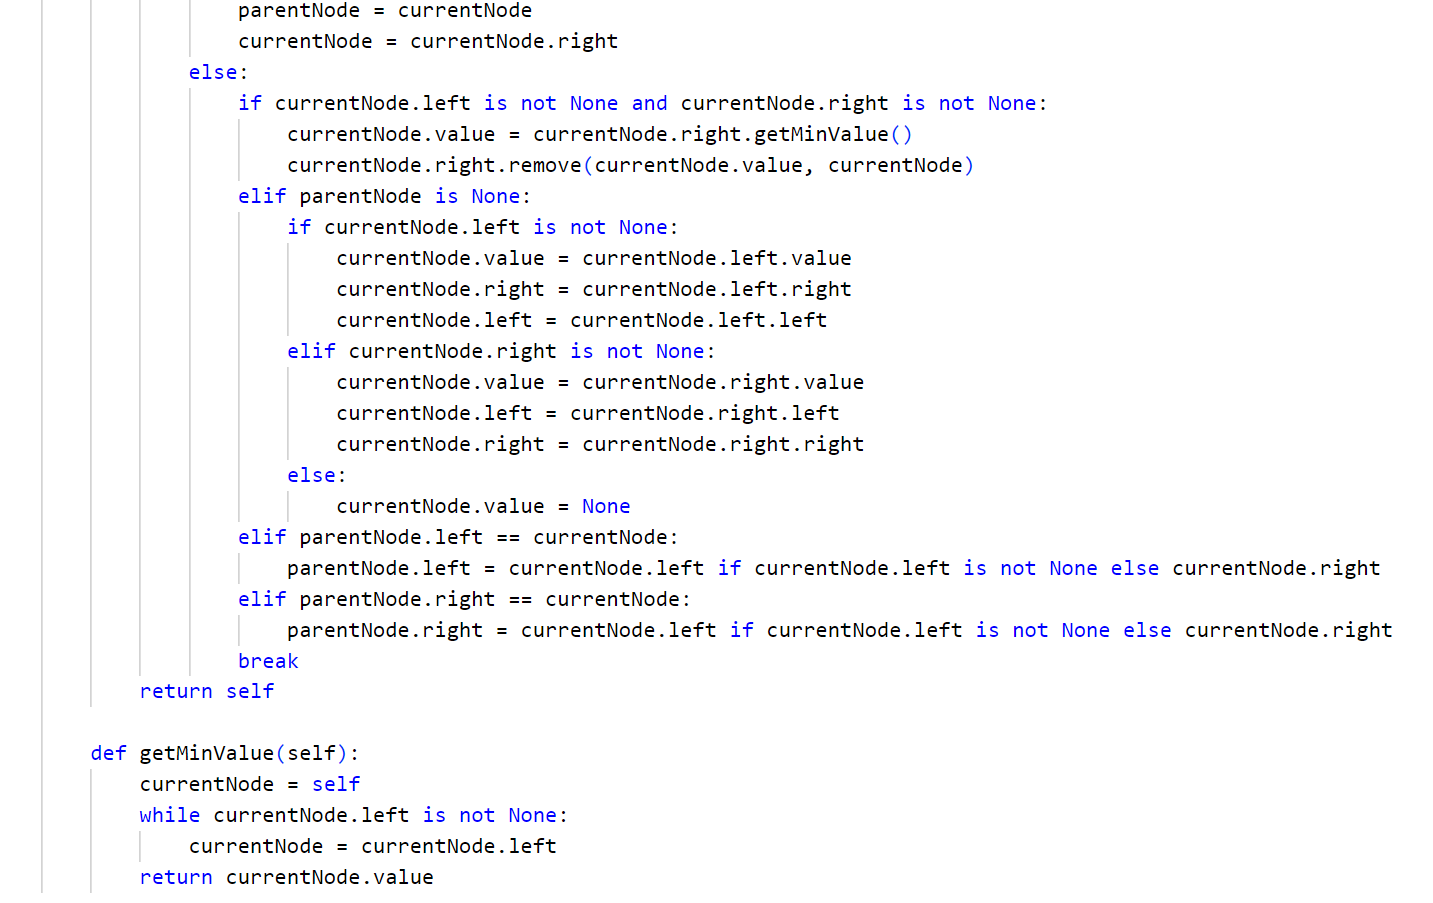 parentNode = currentNode
currentNode = currentNode.right
else:
if currentNode.left is not None and currentNode.right is not None:
currentNode.value = currentNode.right.getMinValue()
currentNode.right.remove(currentNode.value, currentNode)
elif parentNode is None:
if currentNode.left is not None:
currentNode.value = currentNode.left.value
currentNode.right = currentNode.left.right
currentNode.left = currentNode.left.left
elif currentNode.right is not None:
currentNode.value = currentNode.right.value
currentNode.left = currentNode.right.left
currentNode.right = currentNode.right.right
else:
currentNode.value = None
elif parentNode.left == currentNode:
parentNode.left = currentNode.left if currentNode.left is not None else currentNode.right
elif parentNode.right == currentNode:
parentNode.right = currentNode.left if currentNode.left is not None else currentNode.right
break
return self
def getMinValue(self):
currentNode = self
while currentNode.left is not None:
currentNode = currentNode.left
return currentNode.value